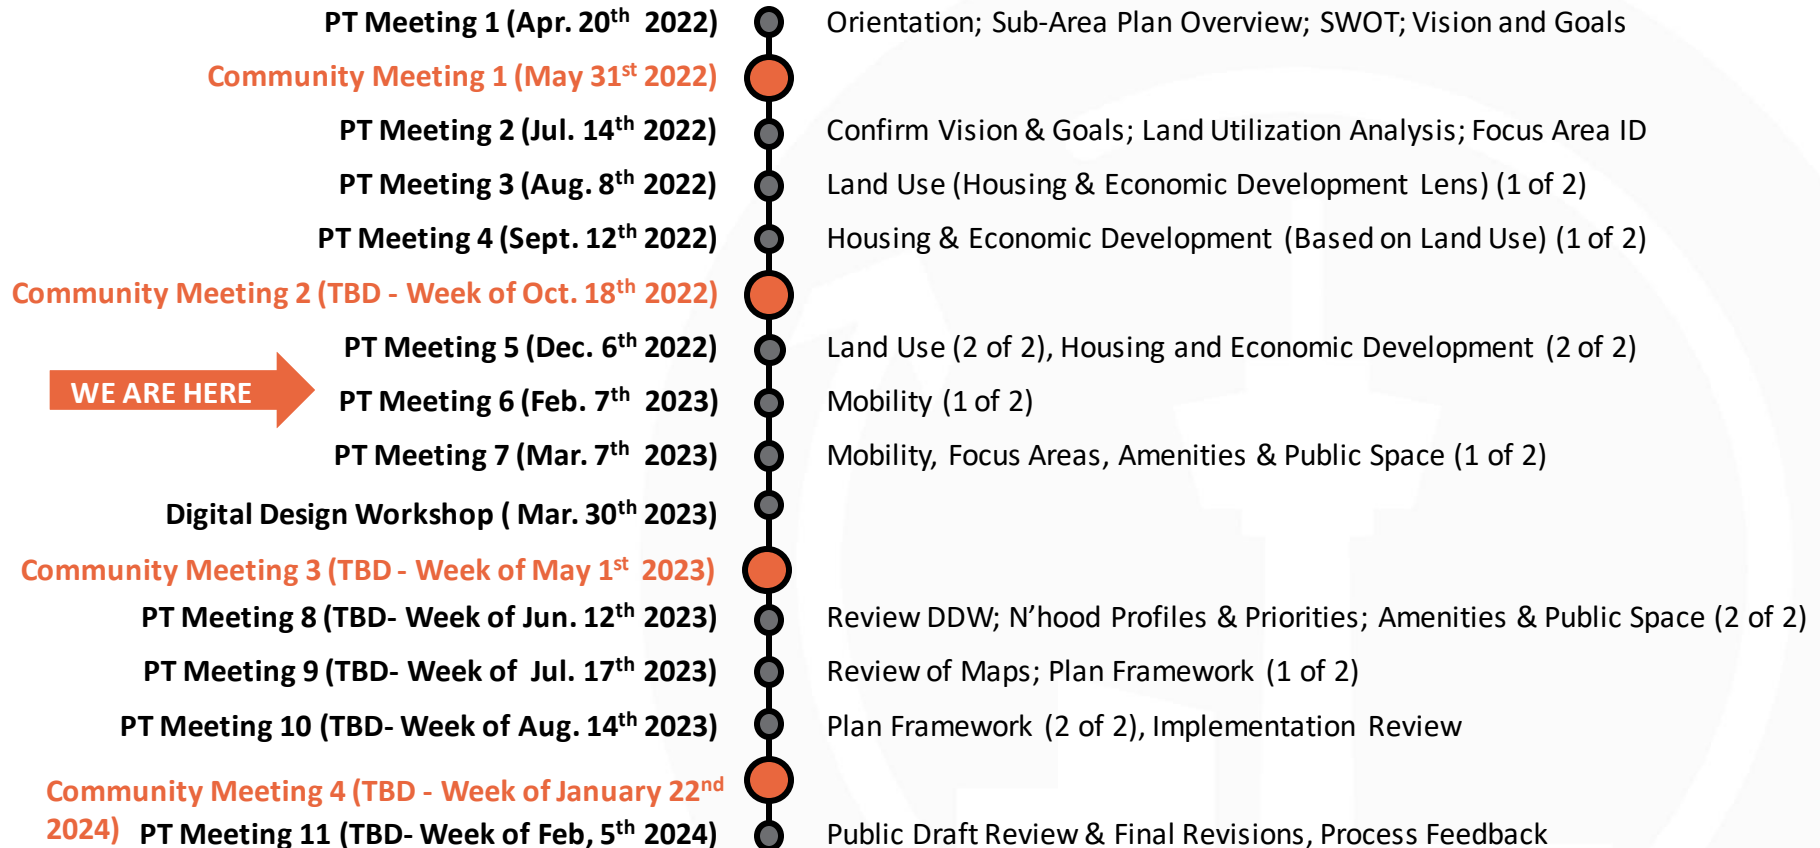 PT Meeting 1 (Apr. 20th 2022) Orientation; Sub-Area Plan Overview; SWOT; Vision and Goals
Community Meeting 1 (May 31st 2022)
PT Meeting 2 (Jul. 14th 2022) Confirm Vision & Goals; Land Utilization Analysis; Focus Area ID
PT Meeting 3 (Aug. 8th 2022) Land Use (Housing & Economic Development Lens) (1 of 2)
PT Meeting 4 (Sept. 12th 2022) Housing & Economic Development (Based on Land Use) (1 of 2)
Community Meeting 2 (TBD - Week of Oct. 18th 2022)
PT Meeting 5 (Dec. 6th 2022) Land Use (2 of 2), Housing and Economic Development (2 of 2)
WE ARE HERE
PT Meeting 6 (Feb. 7th 2023) Mobility (1 of 2)
PT Meeting 7 (Mar. 7th 2023) Mobility, Focus Areas, Amenities & Public Space (1 of 2)
Digital Design Workshop ( Mar. 30th 2023)
Community Meeting 3 (TBD - Week of May 1st 2023)
PT Meeting 8 (TBD- Week of Jun. 12th 2023) Review DDW; N’hood Profiles & Priorities; Amenities & Public Space (2 of 2)
PT Meeting 9 (TBD- Week of Jul. 17th 2023) Review of Maps; Plan Framework (1 of 2)
PT Meeting 10 (TBD- Week of Aug. 14th 2023) Plan Framework (2 of 2), Implementation Review
Community Meeting 4 (TBD - Week of January 22nd
2024)
PT Meeting 11 (TBD- Week of Feb, 5th 2024) Public Draft Review & Final Revisions, Process Feedback